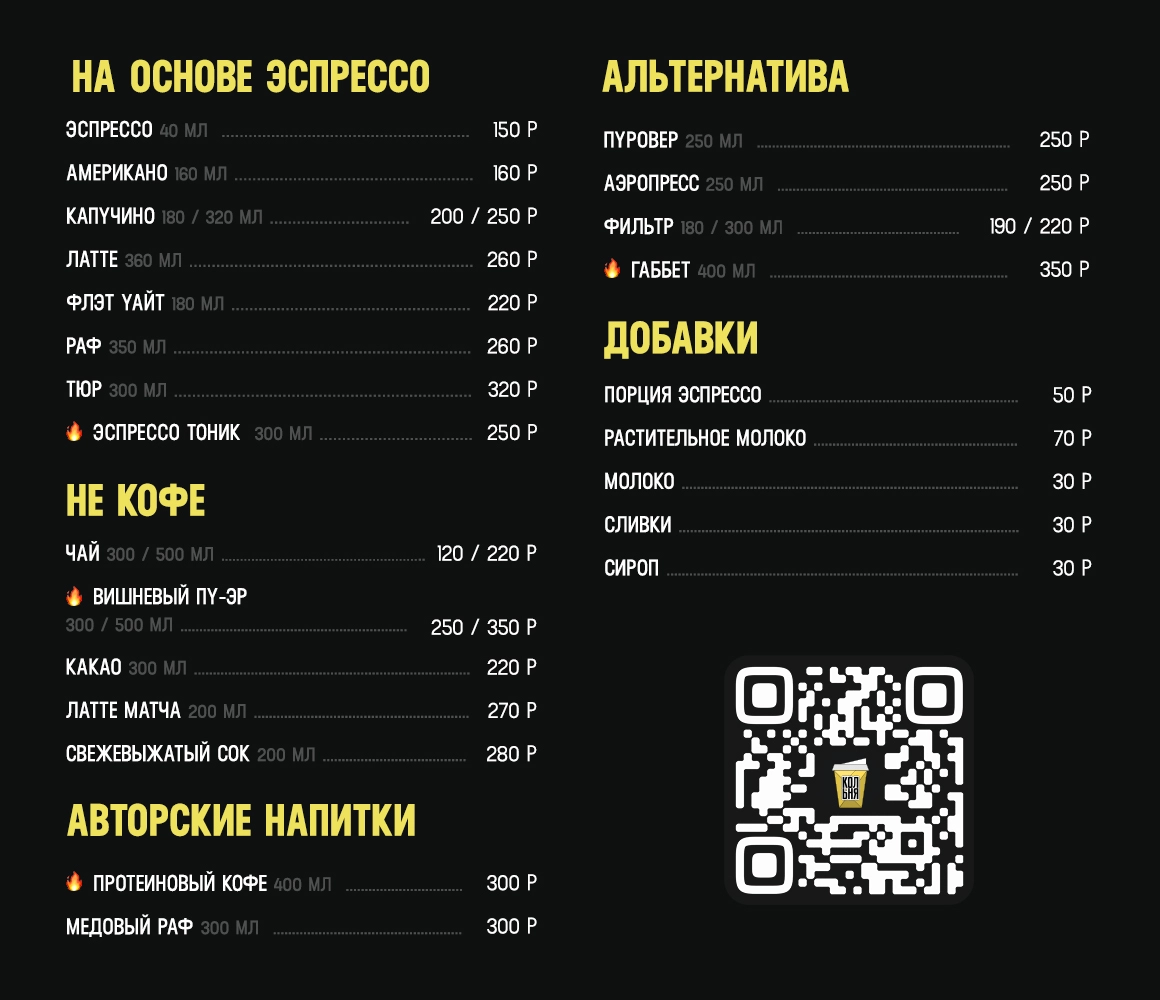 НА ОСНОВЕ ЭСПРЕССО
ЭСПРЕССО 40 МЛ 150 Р
АМЕРИКАНО 160 МЛ 160 Р
КАПУЧИНО 180 / 320 МЛ 200 / 250 Р
ЛАТТЕ 360 МЛ 260 Р
ФЛЭТ УАЙТ 180 МЛ 220 Р
РАФ 350 МЛ 260 Р
ТЮР 300 МЛ 320 Р
🔥 ЭСПРЕССО ТОНИК 300 МЛ 250 Р
НЕ КОФЕ
ЧАЙ 300 / 500 МЛ 120 / 220 Р
🔥 ВИШНЕВЫЙ ПУ-ЭР
300 / 500 МЛ 250 / 350 Р
КАКАО 300 МЛ 220 Р
ЛАТТЕ МАТЧА 200 МЛ 270 Р
СВЕЖЕВЫЖАТЫЙ СОК 200 МЛ 280 Р
АВТОРСКИЕ НАПИТКИ
🔥 ПРОТЕИНОВЫЙ КОФЕ 400 МЛ 300 Р
МЕДОВЫЙ РАФ 300 МЛ 300 Р
АЛЬТЕРНАТИВА
ПУРОВЕР 250 МЛ 250 Р
АЭРОПРЕСС 250 МЛ 250 Р
ФИЛЬТР 180 / 300 МЛ 190 / 220 Р
🔥 ГАББЕТ 400 МЛ 350 Р
ДОБАВКИ
ПОРЦИЯ ЭСПРЕССО 50 Р
РАСТИТЕЛЬНОЕ МОЛОКО 70 Р
МОЛОКО 30 Р
СЛИВКИ 30 Р
СИРОП 30 Р
КОЛ
БНЯ